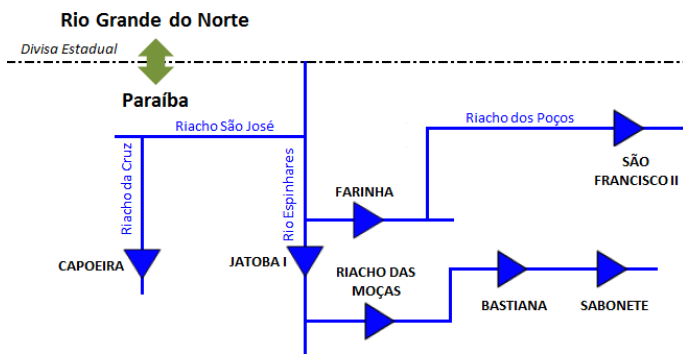 Rio Grande do Norte
Divisa Estadual
Paraíba
Riacho São José
Riacho dos Poços
Riacho da Cruz
Rio Espinhares
SÃO
FRANCISCO II
FARINHA
CAPOEIRA
JATOBA I
RIACHO DAS
MOÇAS
BASTIANA
SABONETE